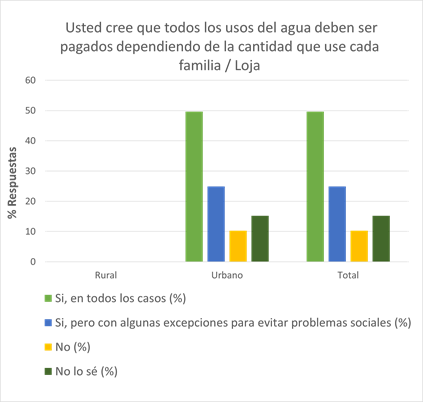 Usted cree que todos los usos del agua deben ser
pagados dependiendo de la cantidad que use cada
familia / Loja
60
50
40
30
20
10
0
% Respuestas
Rural
Urbano
Total
Si, en todos los casos (%)
Si, pero con algunas excepciones para evitar problemas sociales (%)
No (%)
No lo sé (%)